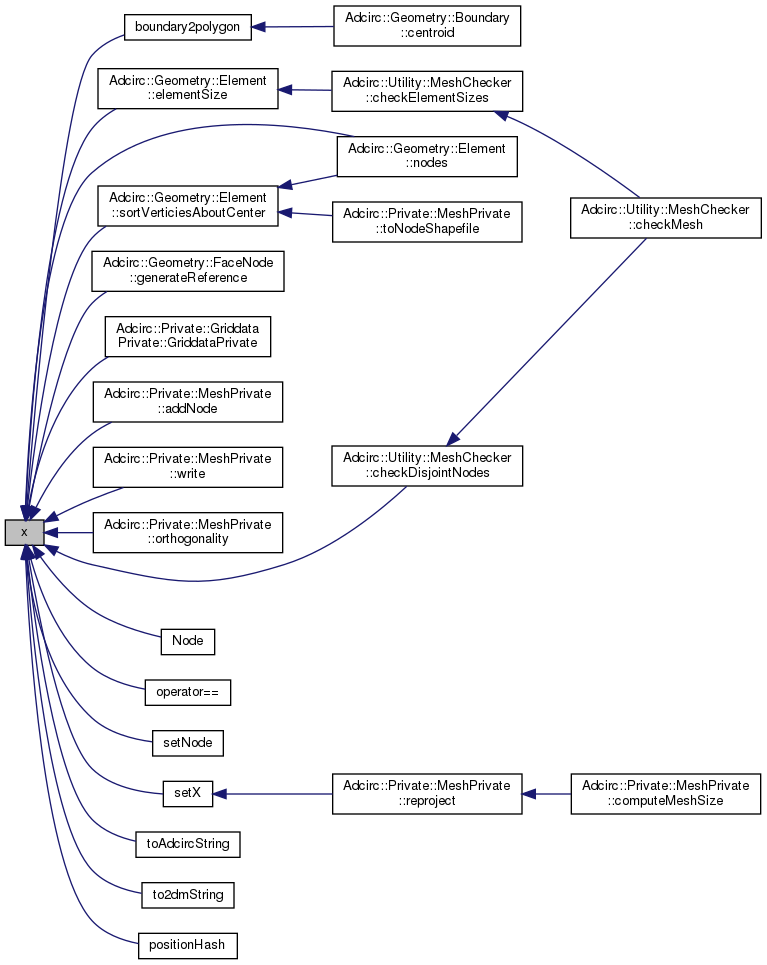 boundary2polygon
Adcirc::Geometry::Boundary
::centroid
Adcirc::Geometry::Element
::elementSize
Adcirc::Utility::MeshChecker
::checkElementSizes
Adcirc::Geometry::Element
::nodes
Adcirc::Geometry::Element
::sortVerticiesAboutCenter
Adcirc::Private::MeshPrivate
::toNodeShapefile
Adcirc::Utility::MeshChecker
::checkMesh
Adcirc::Geometry::FaceNode
::generateReference
Adcirc::Private::Griddata
Private::GriddataPrivate
Adcirc::Private::MeshPrivate
::addNode
Adcirc::Private::MeshPrivate
::write
Adcirc::Utility::MeshChecker
::checkDisjointNodes
x
Adcirc::Private::MeshPrivate
::orthogonality
Node
operator==
setNode
setX
Adcirc::Private::MeshPrivate
::reproject
Adcirc::Private::MeshPrivate
::computeMeshSize
toAdcircString
to2dmString
positionHash